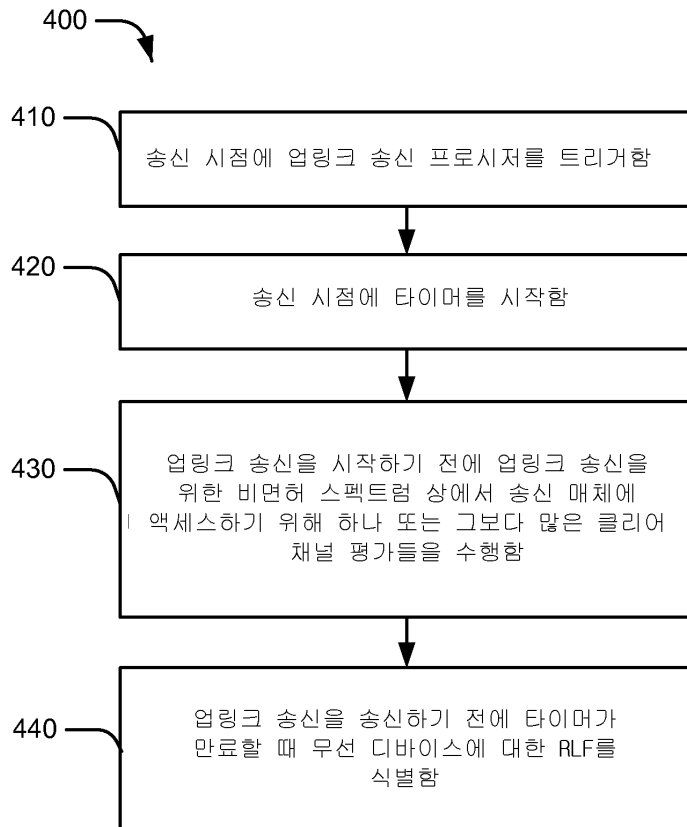 400
410
송신 시점에 업링크 송신 프로시저를 트리거함
420
송신 시점에 타이머를 시작함
430
업링크 송신을 시작하기 전에 업링크 송신을
위한 비면허 스펙트럼 상에서 송신 매체에
액세스하기 위해 하나 또는 그보다 많은 클리어
채널 평가들을 수행함
440
업링크 송신을 송신하기 전에 타이머가
만료할 때 무선 디바이스에 대한 RLF를
식별함